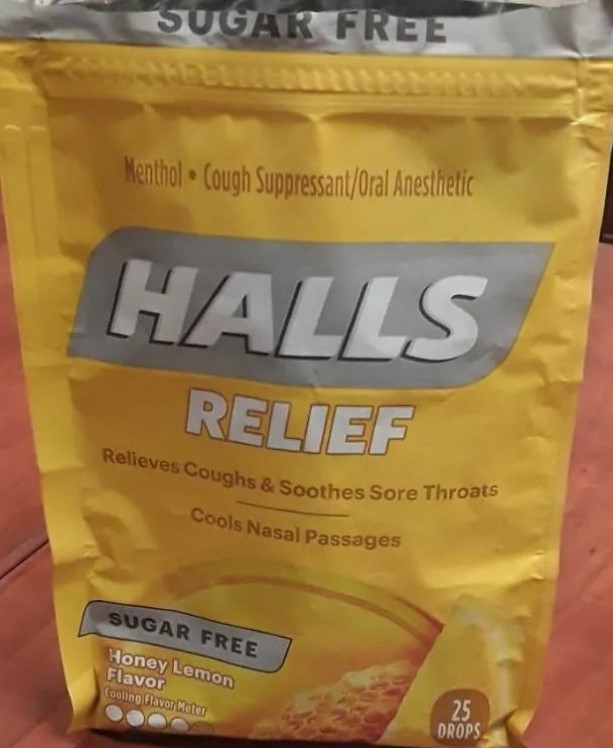 SUGAR FREE
Menthol • Cough Suppressant/Oral Anesthetic
HALLS
RELIEF
Relieves Coughs & Soothes Sore Throats
Cools Nasal Passages
SUGAR FREE
Honey Lemon
Flavor
Cooling Flavor Meter
25
DROPS